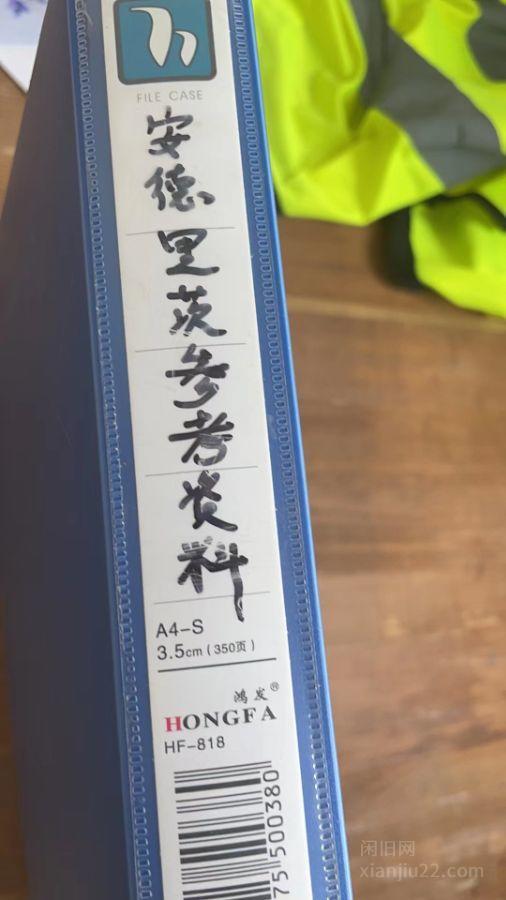 FILE CASE
安德里茨参考资料
A4-S
3.5cm(350页)
鸿发®
HONGFA
HF-818
75500380
闲旧网
xianjiu22.com